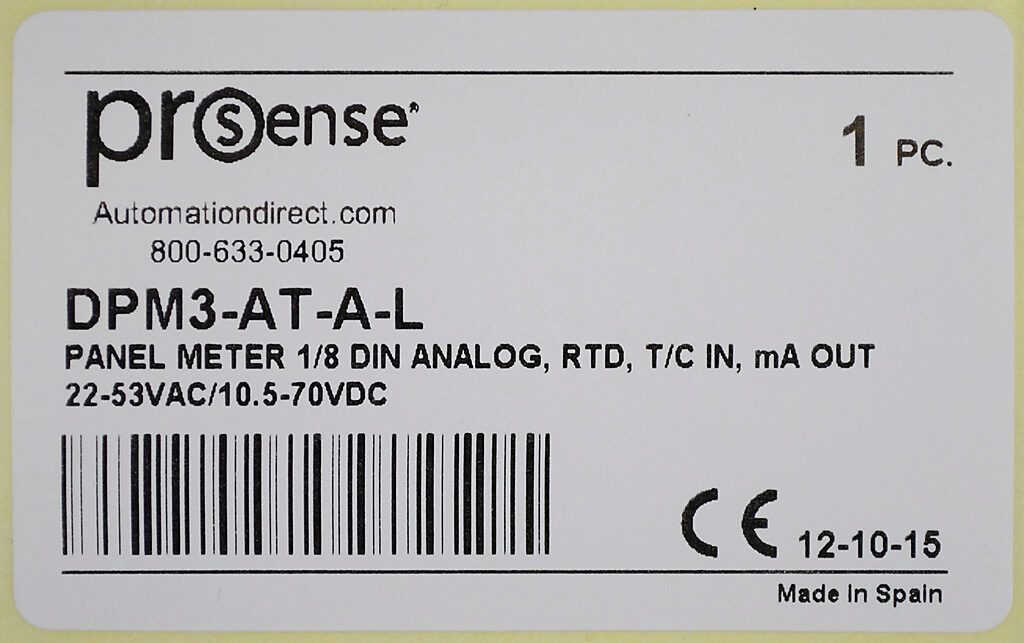 prosense®
1 PC.
Automationdirect.com
800-633-0405
DPM3-AT-A-L
PANEL METER 1/8 DIN ANALOG, RTD, T/C IN, mA OUT
22-53VAC/10.5-70VDC
CE 12-10-15
Made in Spain